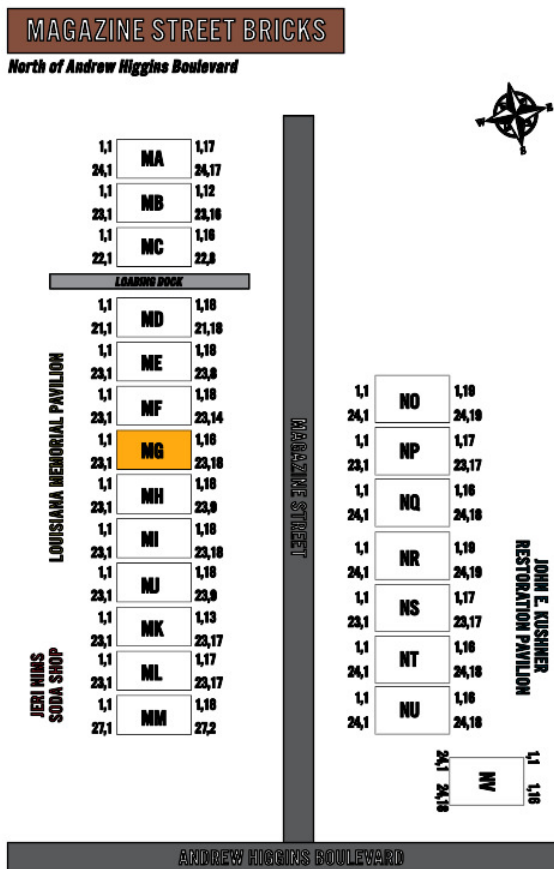 MAGAZINE STREET BRICKS
North of Andrew Higgins Boulevard
N
W
E
S
1,1 MA 1,17
24,1 24,17
1,1 MB 1,12
23,1 23,16
1,1 MC 1,16
22,1 22,8
LOADING DOCK
1,1 MD 1,18
21,1 21,18
1,1 ME 1,18
23,1 23,8
1,1 MF 1,18
23,1 23,14
1,1 MG 1,16
23,1 23,18
1,1 MH 1,18
23,1 23,9
1,1 MI 1,18
23,1 23,18
1,1 MJ 1,18
23,1 23,9
1,1 MK 1,13
23,1 23,17
1,1 ML 1,17
23,1 23,17
1,1 MM 1,18
27,1 27,2
LOUISIANA MEMORIAL PAVILION
JERI NIMS
SODA SHOP
MAGAZINE STREET
1,1 NO 1,19
24,1 24,19
1,1 NP 1,17
23,1 23,17
1,1 NQ 1,16
24,1 24,18
1,1 NR 1,19
24,1 24,19
1,1 NS 1,17
23,1 23,17
1,1 NT 1,16
24,1 24,18
1,1 NU 1,16
24,1 24,18
JOHN E. KUSHNER
RESTORATION PAVILION
1,1 NV 1,16
24,1 24,18
ANDREW HIGGINS BOULEVARD